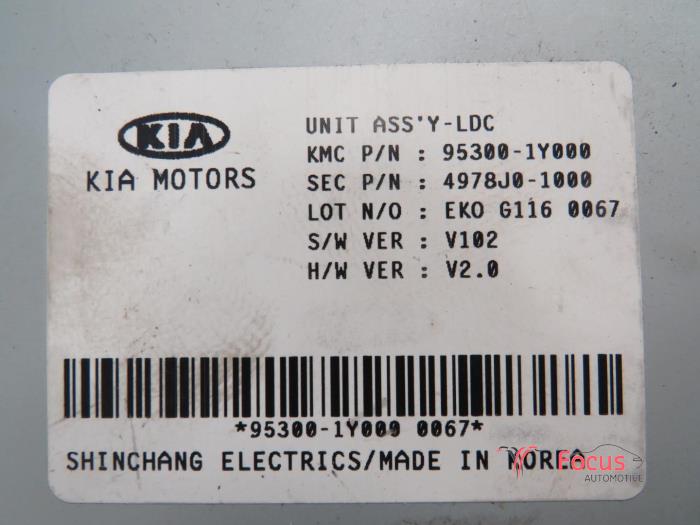 KIA
KIA MOTORS
UNIT ASS'Y-LDC
KMC P/N : 95300-1Y000
SEC P/N : 4978J0-1000
LOT N/O : EKO G116 0067
S/W VER : V102
H/W VER : V2.0
*95300-1Y000 0067*
SHINCHANG ELECTRICS/MADE IN KOREA
Focus
AUTOMOTIVE